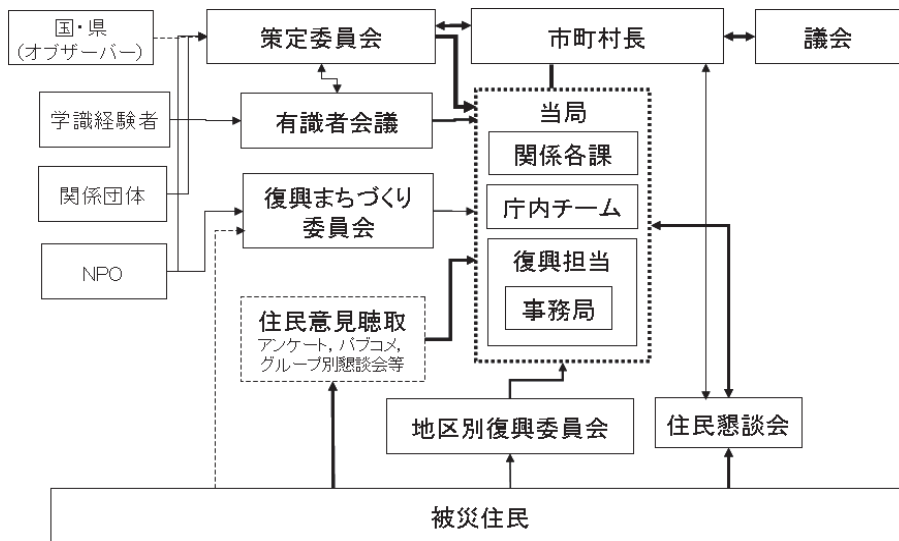 国・県
(オブザーバー)
策定委員会
市町村長
議会
学識経験者
有識者会議
当局
関係各課
関係団体
復興まちづくり
委員会
庁内チーム
NPO
復興担当
事務局
住民意見聴取
アンケート，パブコメ，
グループ別懇談会等
地区別復興委員会
住民懇談会
被災住民